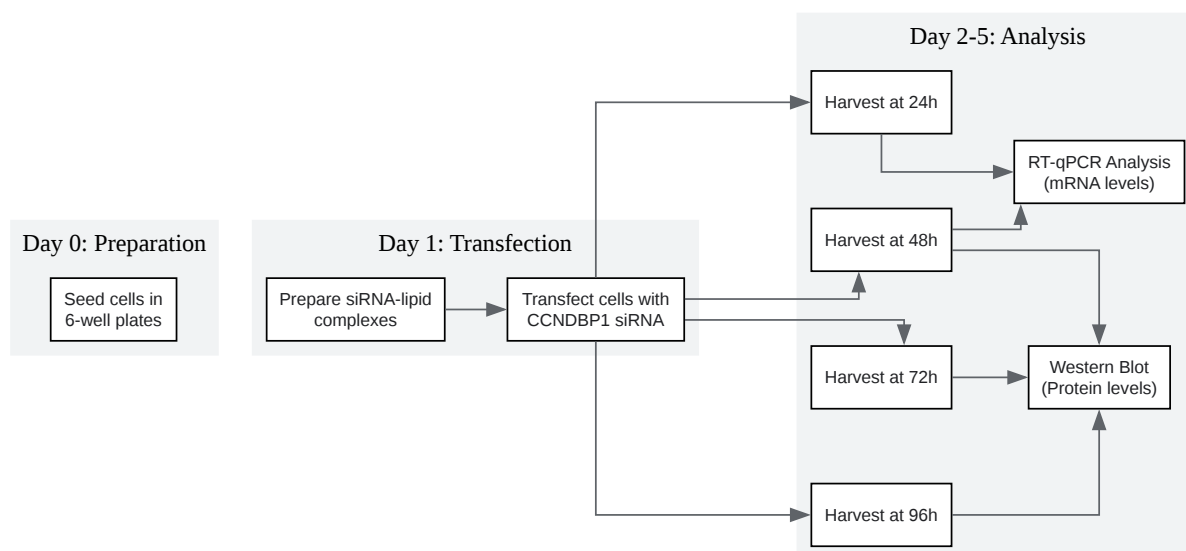 Day 0: Preparation
Seed cells in
6-well plates
Day 1: Transfection
Prepare siRNA-lipid
complexes
Transfect cells with
CCNDBP1 siRNA
Day 2-5: Analysis
Harvest at 24h
RT-qPCR Analysis
(mRNA levels)
Harvest at 48h
Harvest at 72h
Western Blot
(Protein levels)
Harvest at 96h